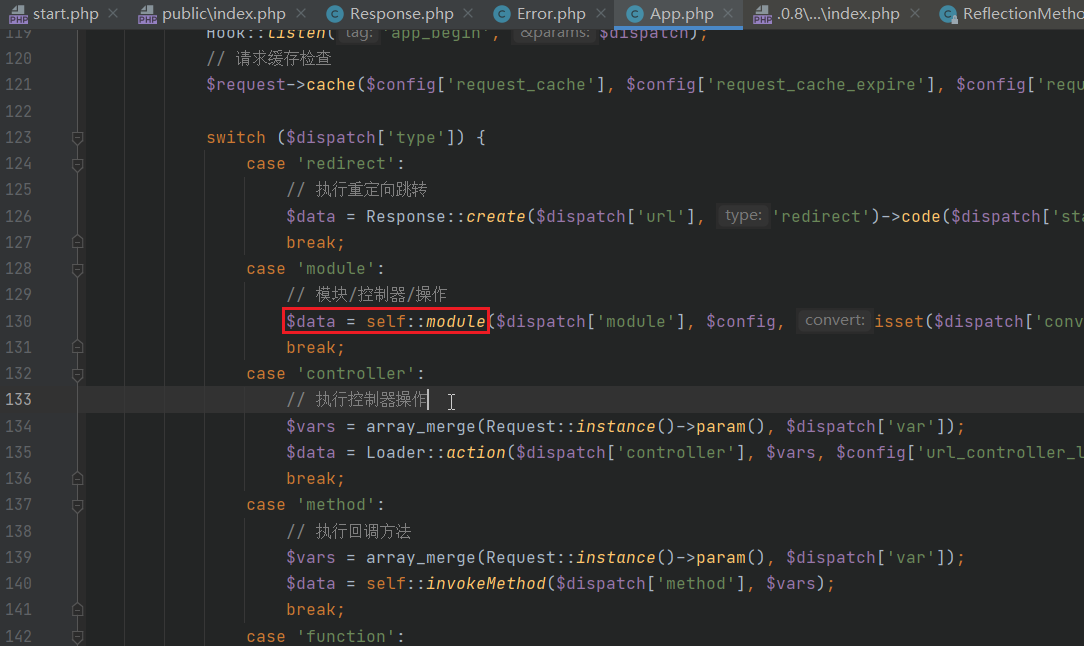 start.php × public\index.php × Response.php × Error.php × App.php × .0.8\...\index.php × ReflectionMetho
119 Hook::listen( tag: 'app_begin', &params: $dispatch);
120 // 请求缓存检查
121 $request->cache($config['request_cache'], $config['request_cache_expire'], $config['requ
122
123 switch ($dispatch['type']) {
124 case 'redirect':
125 // 执行重定向跳转
126 $data = Response::create($dispatch['url'], type: 'redirect')->code($dispatch['sta
127 break;
128 case 'module':
129 // 模块/控制器/操作
130 $data = self::module($dispatch['module'], $config, convert: isset($dispatch['conv
131 break;
132 case 'controller':
133 // 执行控制器操作
134 $vars = array_merge(Request::instance()->param(), $dispatch['var']);
135 $data = Loader::action($dispatch['controller'], $vars, $config['url_controller_l
136 break;
137 case 'method':
138 // 执行回调方法
139 $vars = array_merge(Request::instance()->param(), $dispatch['var']);
140 $data = self::invokeMethod($dispatch['method'], $vars);
141 break;
142 case 'function':